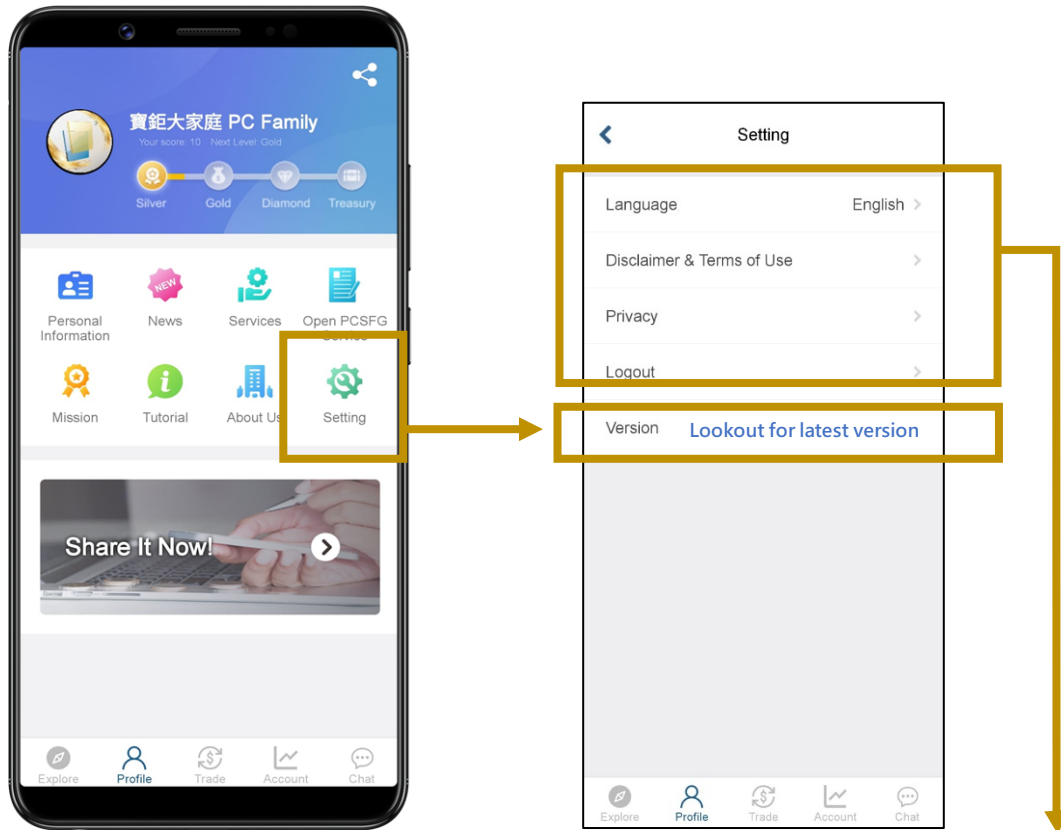 寶鉅大家庭 PC Family
Your score: 10 Next Level: Gold
Silver Gold Diamond Treasury
Personal Information
NEW
News
Services
Open PCSFG
Mission
Tutorial
About Us
Setting
Share It Now!
Explore Profile Trade Account Chat
Setting
Language English
Disclaimer & Terms of Use
Privacy
Logout
Version Lookout for latest version
Explore Profile Trade Account Chat